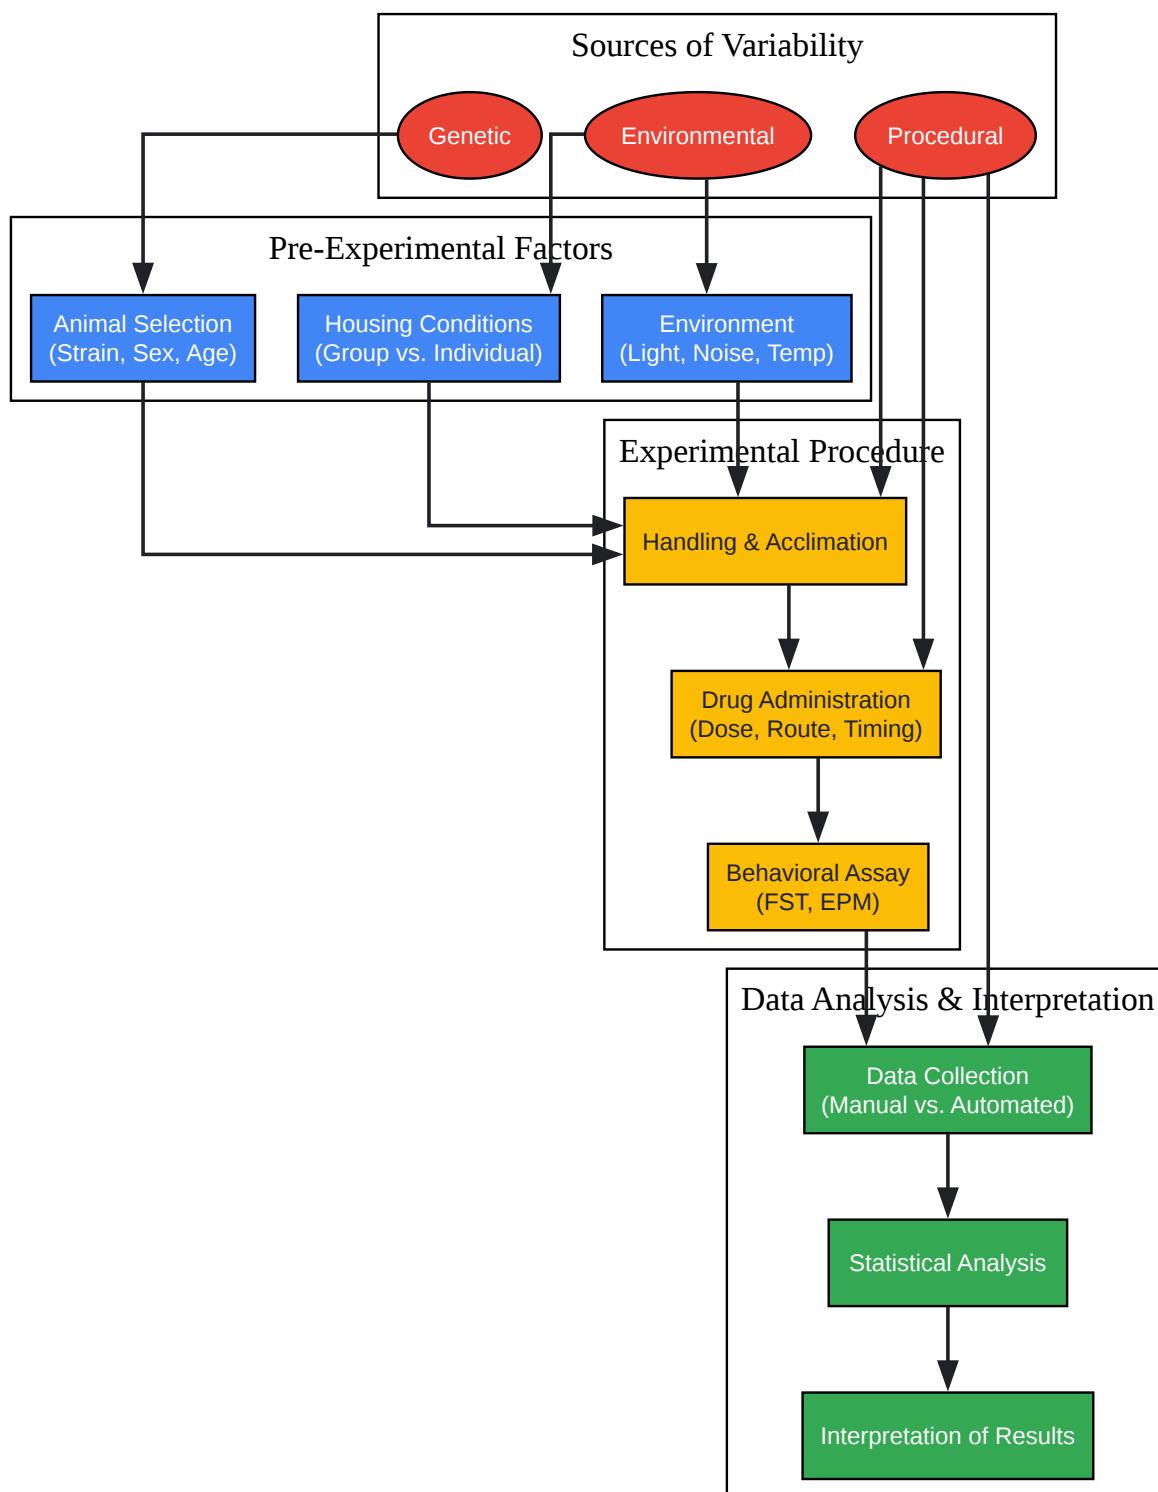 Sources of Variability
Genetic
Environmental
Procedural
Pre-Experimental Factors
Animal Selection
(Strain, Sex, Age)
Housing Conditions
(Group vs. Individual)
Environment
(Light, Noise, Temp)
Experimental Procedure
Handling & Acclimation
Drug Administration
(Dose, Route, Timing)
Behavioral Assay
(FST, EPM)
Data Analysis & Interpretation
Data Collection
(Manual vs. Automated)
Statistical Analysis
Interpretation of Results